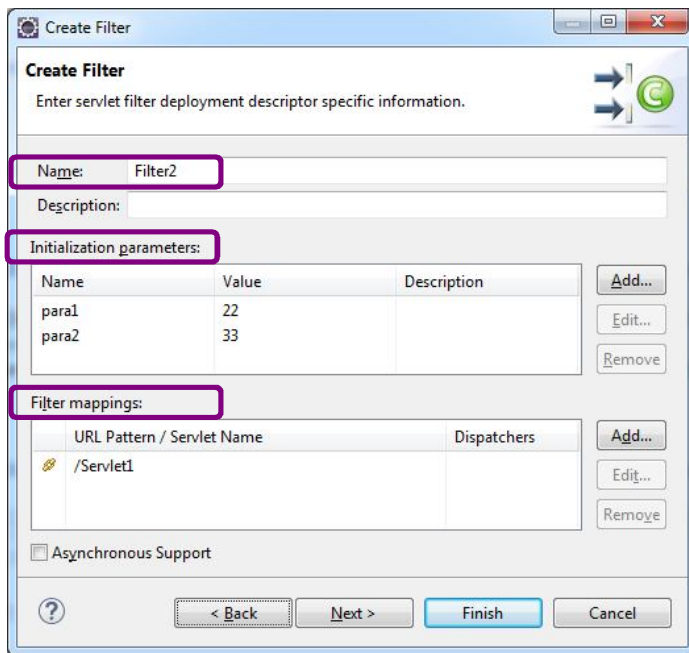 Create Filter
Create Filter
Enter servlet filter deployment descriptor specific information.
Name: Filter2
Description:
Initialization parameters:
Name Value Description
para1 22
para2 33
Add...
Edit...
Remove
Filter mappings:
URL Pattern / Servlet Name Dispatchers
/Servlet1
Add...
Edit...
Remove
Asynchronous Support
< Back Next > Finish Cancel